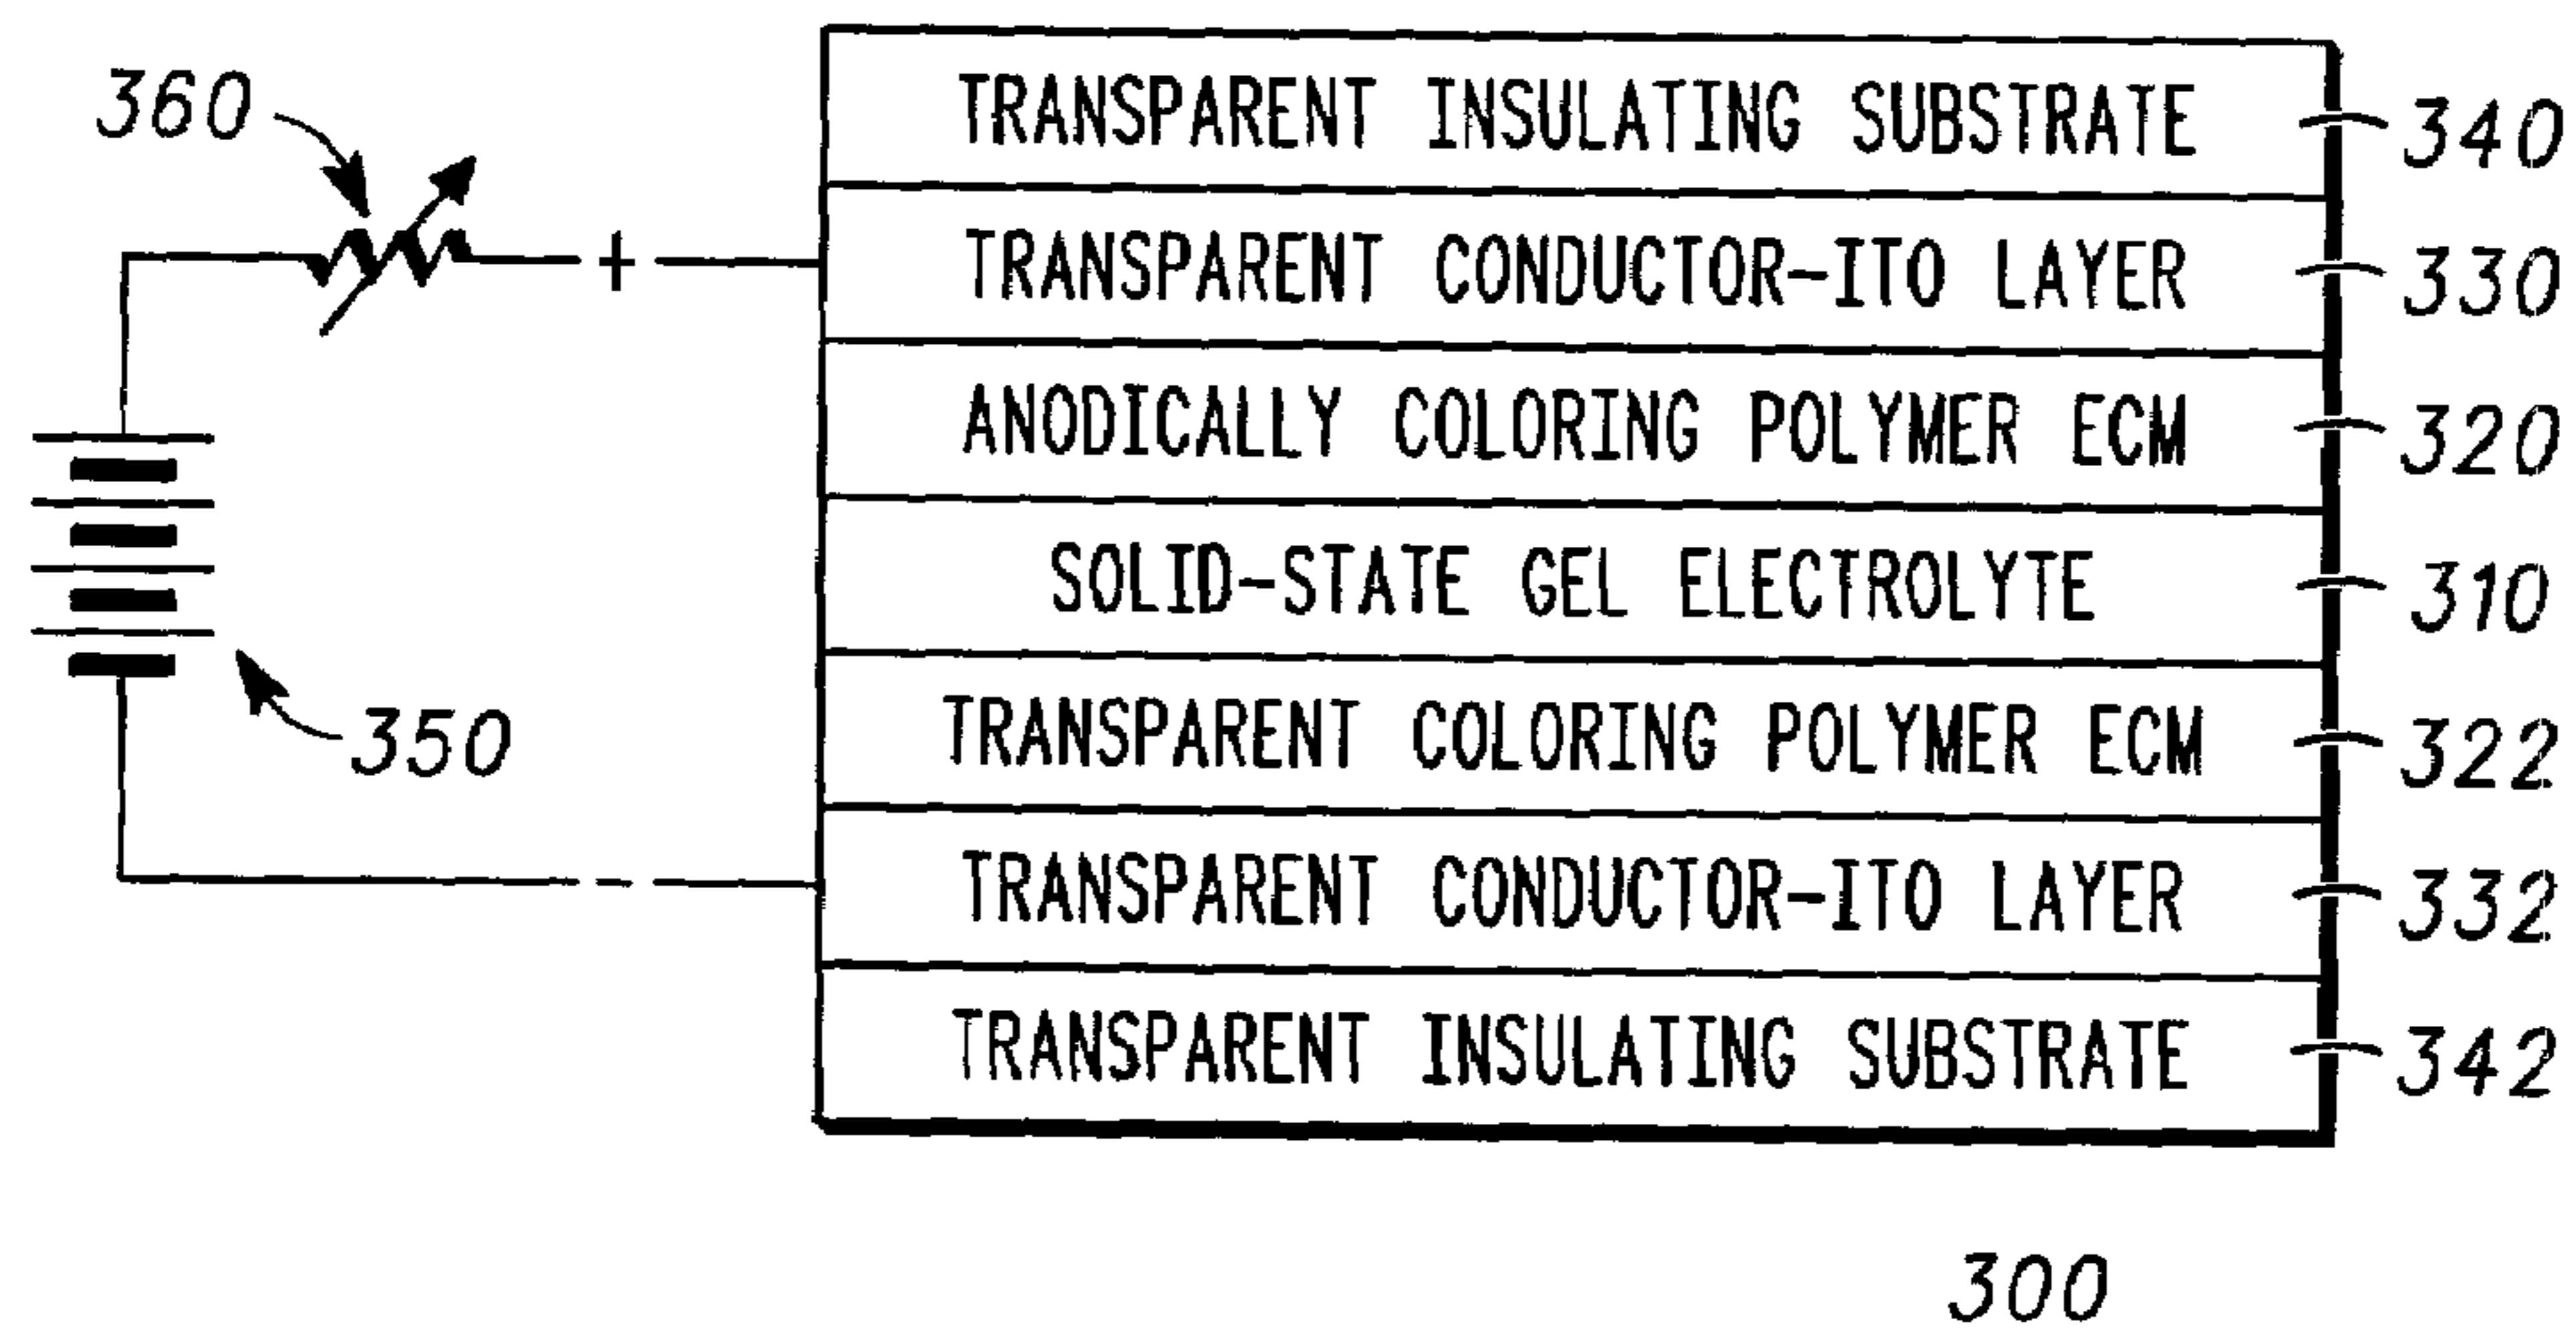 360
+
TRANSPARENT INSULATING SUBSTRATE 340
TRANSPARENT CONDUCTOR-ITO LAYER 330
ANODICALLY COLORING POLYMER ECM 320
SOLID-STATE GEL ELECTROLYTE 310
350
TRANSPARENT COLORING POLYMER ECM 322
-
TRANSPARENT CONDUCTOR-ITO LAYER 332
TRANSPARENT INSULATING SUBSTRATE 342
300